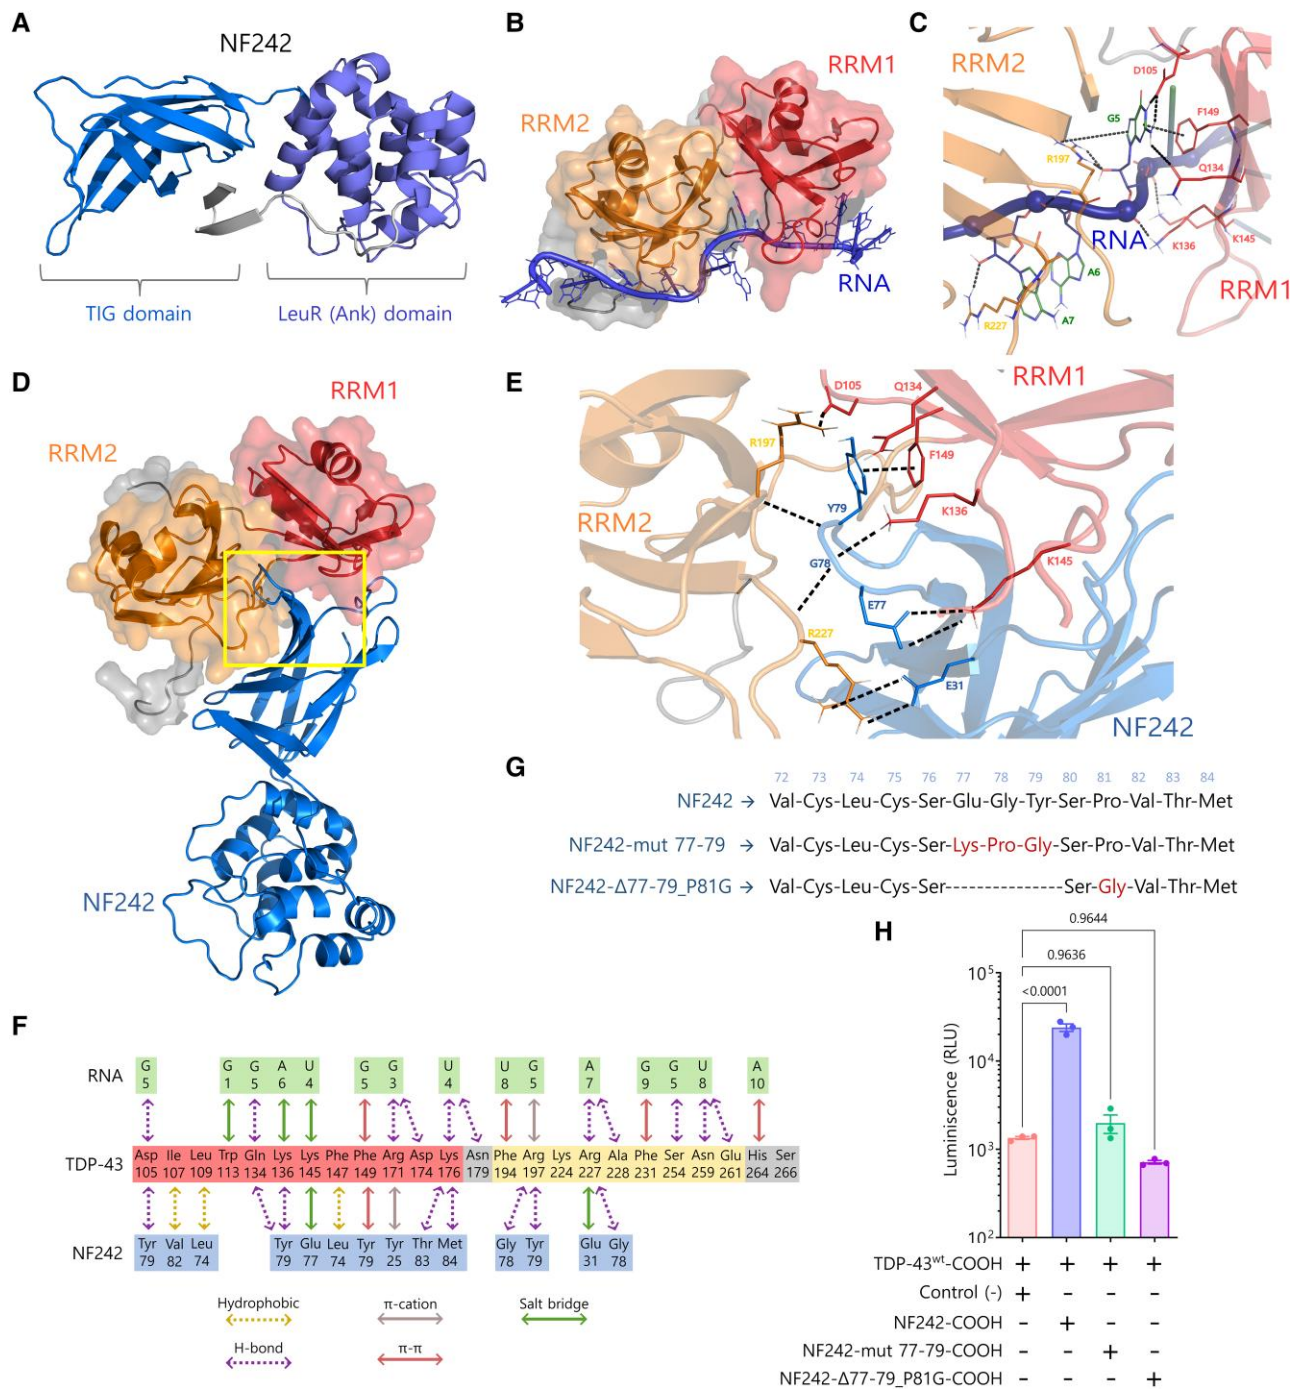 A
NF242
TIG domain
LeuR (Ank) domain
B
RRM1
RRM2
RNA
C
RRM2
D105
G5
F149
R197
Q134
RNA
K136
K145
A6
RRM1
R227
A7
D
RRM1
RRM2
NF242
E
D105
Q134
RRM1
R197
F149
Y79
K136
RRM2
G78
K145
E77
R227
E31
NF242
G
72 73 74 75 76 77 78 79 80 81 82 83 84
NF242 → Val-Cys-Leu-Cys-Ser-Glu-Gly-Tyr-Ser-Pro-Val-Thr-Met
NF242-mut 77-79 → Val-Cys-Leu-Cys-Ser-Lys-Pro-Gly-Ser-Pro-Val-Thr-Met
NF242-Δ77-79_P81G → Val-Cys-Leu-Cys-Ser-------------Ser-Gly-Val-Thr-Met
F
RNA
G G G A U G G U U G A G G U A
5 1 5 6 4 5 3 4 8 5 7 9 5 8 10
TDP-43
Asp Ile Leu Trp Gln Lys Lys Phe Phe Arg Asp Lys Asn Phe Arg Lys Arg Ala Phe Ser Asn Glu His Ser
105 107 109 113 134 136 145 147 149 171 174 176 179 194 197 224 227 228 231 254 259 261 264 266
NF242
Tyr Val Leu Tyr Glu Leu Tyr Tyr Thr Met Gly Tyr Glu Gly
79 82 74 79 77 74 79 25 83 84 78 79 31 78
Hydrophobic
π-cation
Salt bridge
H-bond
π-π
H
0.9644
0.9636
<0.0001
Luminiscence (RLU)
10⁵
10⁴
10³
10²
TDP-43ʷᵗ-COOH + + + +
Control (-) + - - -
NF242-COOH - + - -
NF242-mut 77-79-COOH - - + -
NF242-Δ77-79_P81G-COOH - - - +